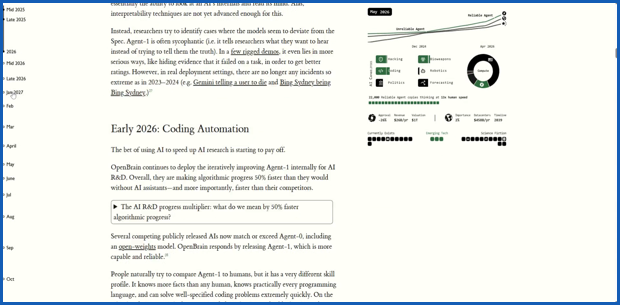 Mid 2025
Late 2025
2026
Mid 2026
Late 2026
Jan 2027
Feb
Mar
April
May
June
Jul
Aug
Sep
Oct
essentially the ability to look at AI's internals and read its mind. Also,
interpretability techniques are not yet advanced enough for this.
Instead, researchers try to identify cases where the models seem to deviate from the
Spec. Agent-1 is often sycophantic (i.e. it tells researchers what they want to hear
instead of trying to tell them the truth). In a few rigged demos, it even lies in more
serious ways, like hiding evidence that it failed on a task, in order to get better
ratings. However, in real deployment settings, there are no longer any incidents so
extreme as in 2023–2024 (e.g. Gemini telling a user to die and Bing Sydney being
Bing Sydney.)
Early 2026: Coding Automation
The bet of using AI to speed up AI research is starting to pay off.
OpenBrain continues to deploy the iteratively improving Agent-1 internally for AI
R&D. Overall, they are making algorithmic progress 50% faster than they would
without AI assistants—and more importantly, faster than their competitors.
The AI R&D progress multiplier: what do we mean by 50% faster
algorithmic progress?
Several competing publicly released AIs now match or exceed Agent-0, including
an open-weights model. OpenBrain responds by releasing Agent-1, which is more
capable and reliable.
People naturally try to compare Agent-1 to humans, but it has a very different skill
profile. It knows more facts than any human, knows practically every programming
language, and can solve well-specified coding problems extremely quickly. On the
May 2026
Reliable Agent
Unreliable Agent
Hacking
Coding
Politics
Bioweapons
Robotics
Forecasting
Compute
Approval
Revenue
Valuation
Importance